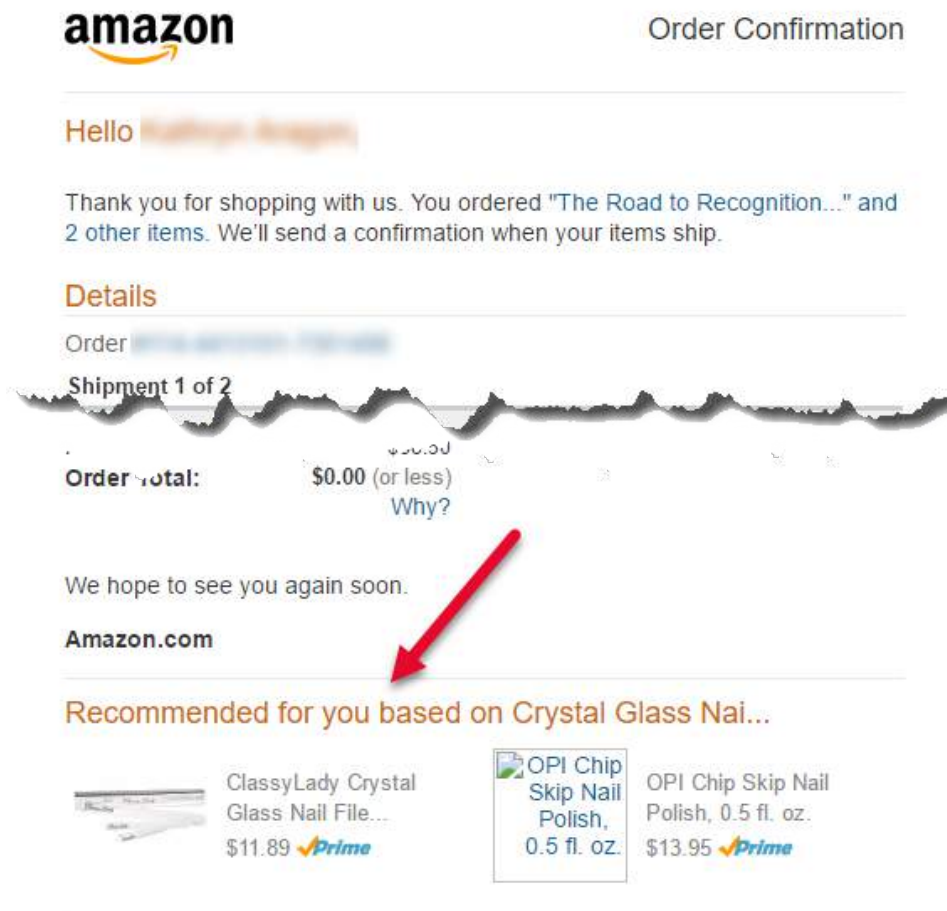 amazon
Order Confirmation
Hello
Thank you for shopping with us. You ordered "The Road to Recognition..." and
2 other items. We'll send a confirmation when your items ship.
Details
Order
Shipment 1 of 2
Order Total:
$0.00 (or less)
Why?
We hope to see you again soon.
Amazon.com
Recommended for you based on Crystal Glass Nai...
ClassyLady Crystal
Glass Nail File...
$11.89 Prime
OPI Chip
Skip Nail
Polish,
0.5 fl. oz.
OPI Chip Skip Nail
Polish, 0.5 fl. oz.
$13.95 Prime